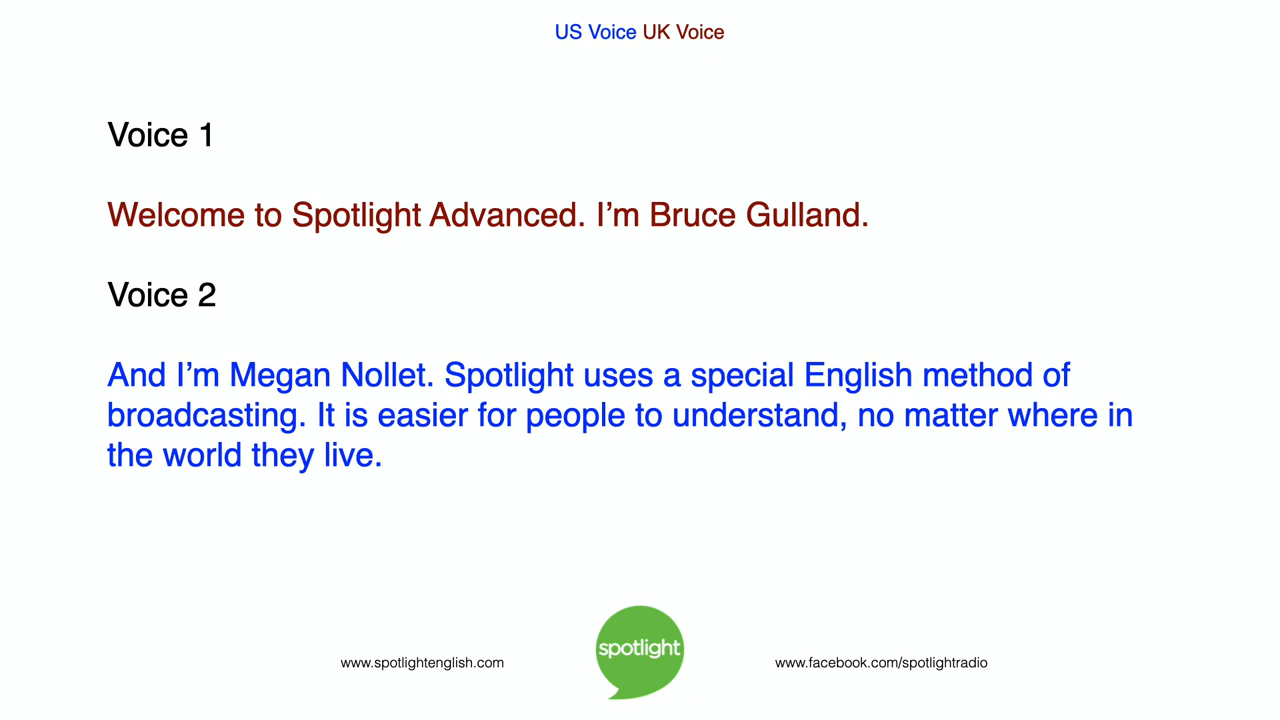 US Voice UK Voice
Voice 1
Welcome to Spotlight Advanced. I’m Bruce Gulland.
Voice 2
And I’m Megan Nollet. Spotlight uses a special English method of
broadcasting. It is easier for people to understand, no matter where in
the world they live.
www.spotlightenglish.com
spotlight
www.facebook.com/spotlightradio